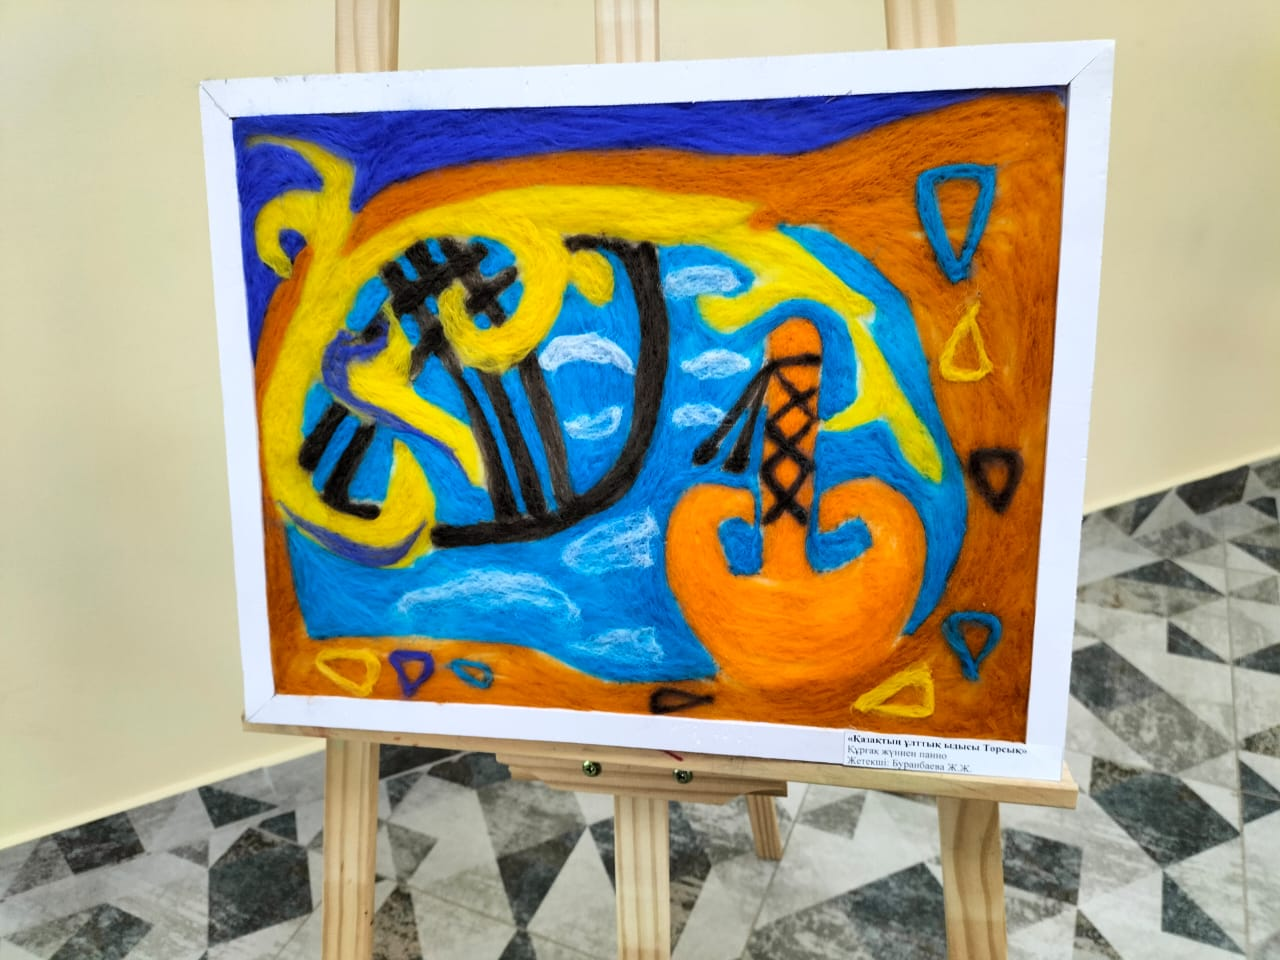 «Қазақтың ұлттық ыдысы Торсық»
Құрғақ жүннен панно
Жетекші: Буранбаева Ж.Ж.